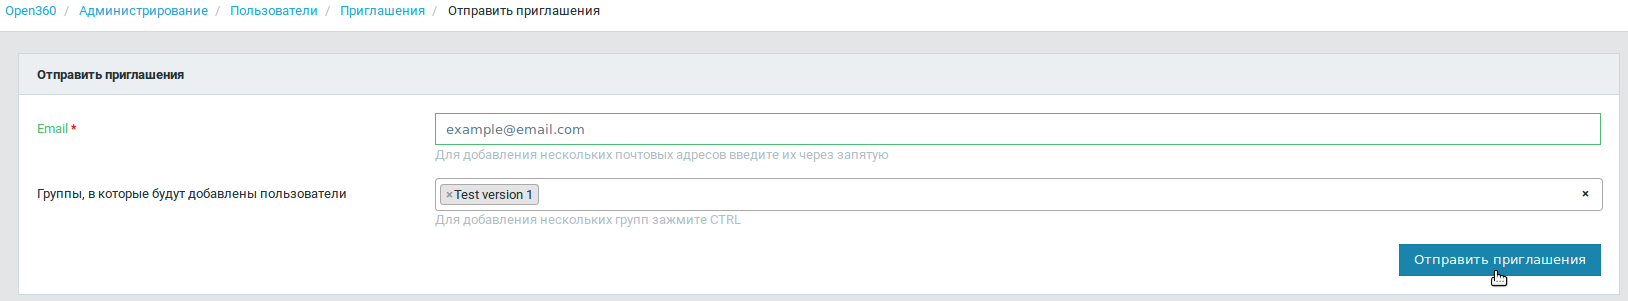 Open360 / Администрирование / Пользователи / Приглашения / Отправить приглашения
Отправить приглашения
Email * example@email.com
Для добавления нескольких почтовых адресов введите их через запятую
Группы, в которые будут добавлены пользователи ×Test version 1 ×
Для добавления нескольких групп зажмите CTRL
Отправить приглашения